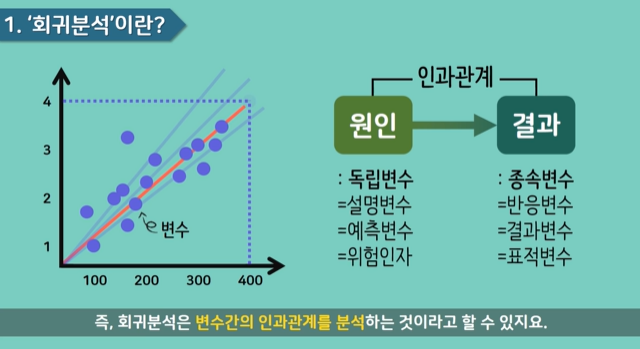 1. ‘회귀분석’이란?
4
3
2
1
100 200 300 400
변수
인과관계
원인
결과
: 독립변수
=설명변수
=예측변수
=위험인자
: 종속변수
=반응변수
=결과변수
=표적변수
즉, 회귀분석은 변수간의 인과관계를 분석하는 것이라고 할 수 있지요.